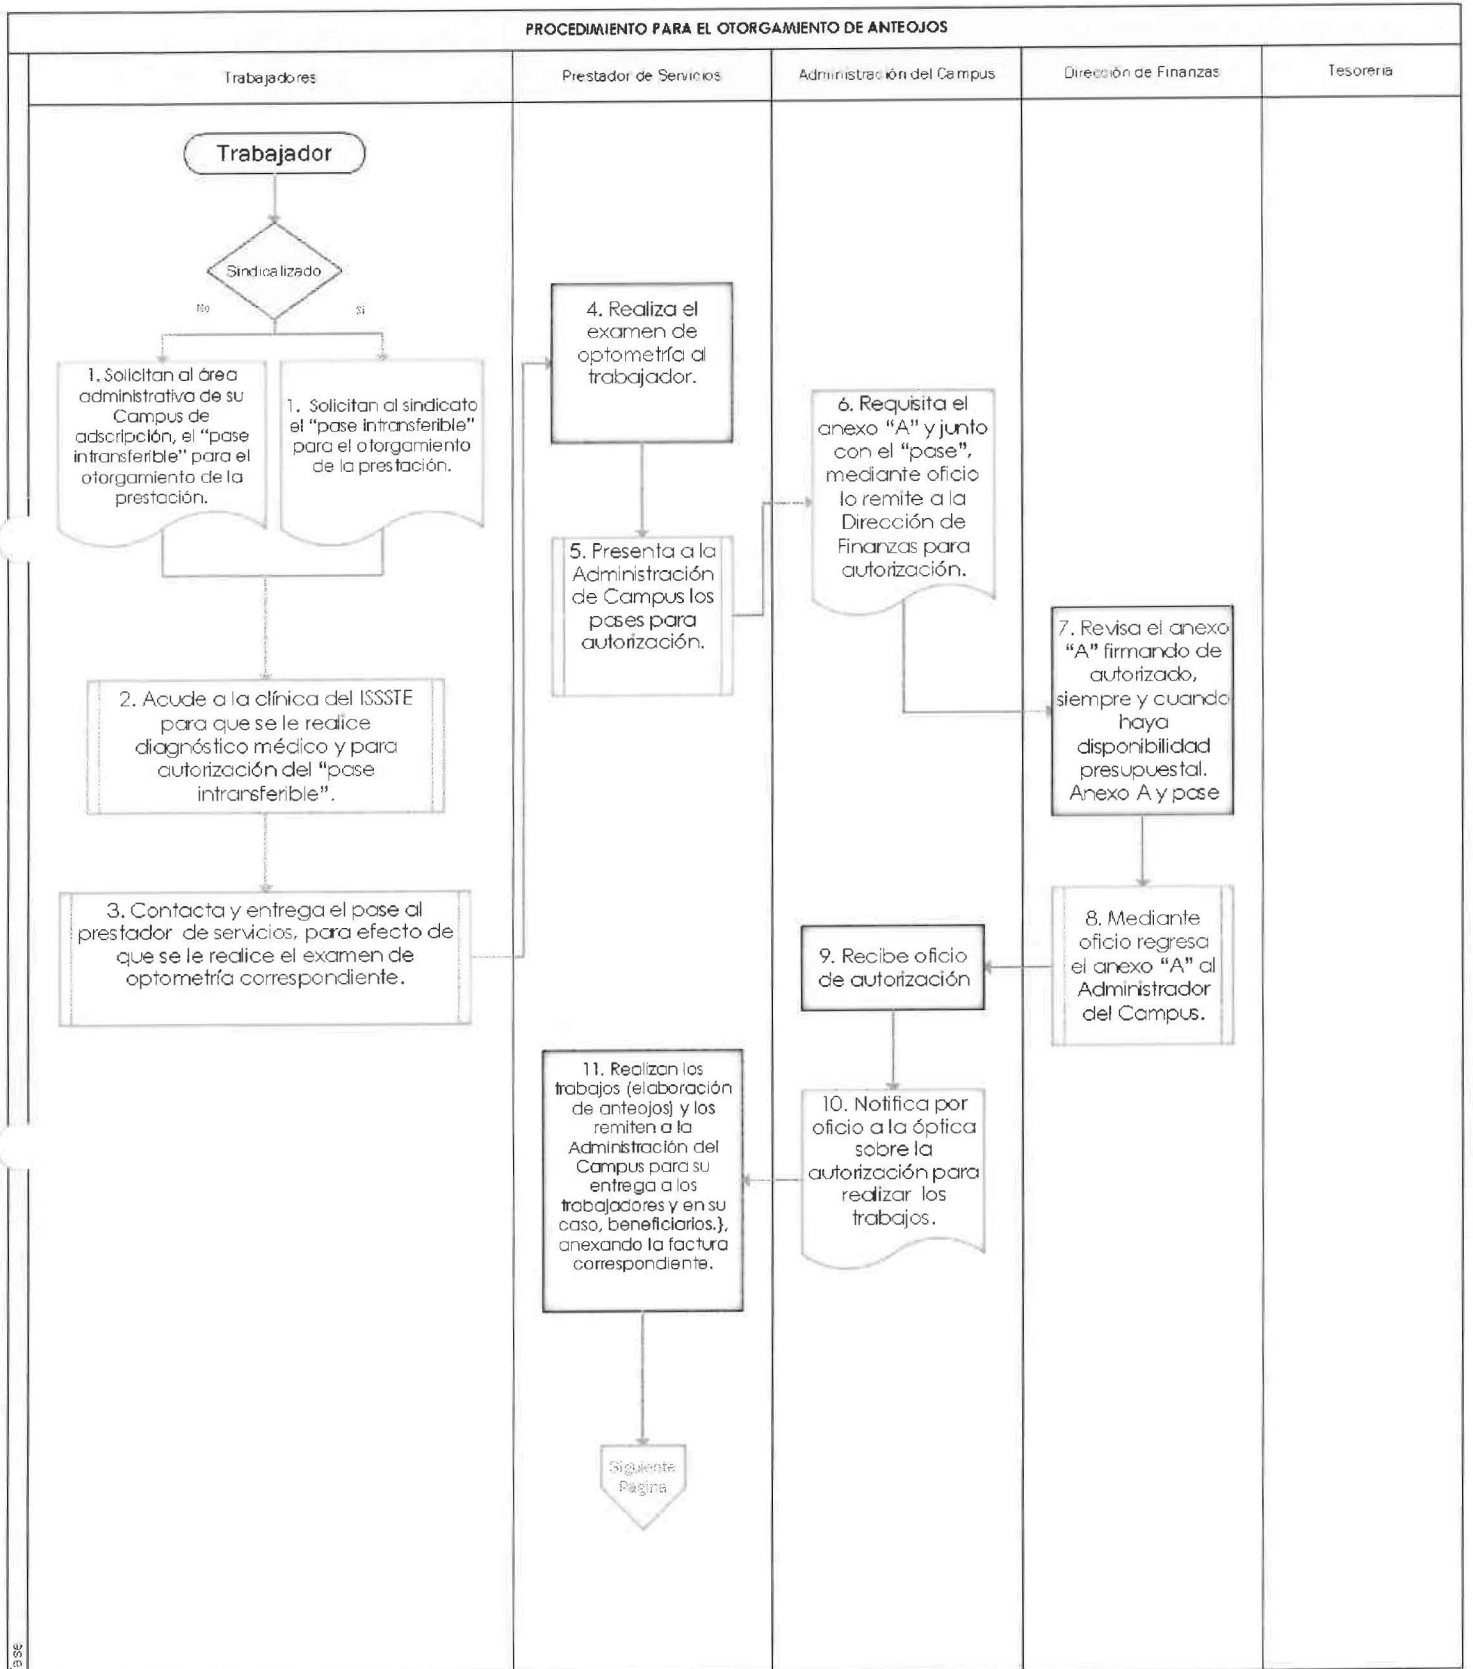 PROCEDIMIENTO PARA EL OTORGAMIENTO DE ANTEOJOS
Trabajadores
Prestador de Servicios
Administración del Campus
Dirección de Finanzas
Tesoreria
Trabajador
Sindicalizado
No
Si
1. Solicitan al área
administrativa de su
Campus de
adscripción, el "pase
intransferible" para el
otorgamiento de la
prestación.
1. Solicitan al sindicato
el "pase intransferible"
para el otorgamiento
de la prestación.
2. Acude a la clínica del ISSSTE
para que se le realice
diagnóstico médico y para
autorización del "pase
intransferible".
3. Contacta y entrega el pase al
prestador de servicios, para efecto de
que se le realice el examen de
optometría correspondiente.
4. Realiza el
examen de
optometría al
trabajador.
5. Presenta a la
Administración
de Campus los
pases para
autorización.
6. Requisita el
anexo "A" y junto
con el "pase",
mediante oficio
lo remite a la
Dirección de
Finanzas para
autorización.
7. Revisa el anexo
"A" firmando de
autorizado,
siempre y cuando
haya
disponibilidad
presupuestal.
Anexo A y pase
8. Mediante
oficio regresa
el anexo "A" al
Administrador
del Campus.
9. Recibe oficio
de autorización
10. Notifica por
oficio a la óptica
sobre la
autorización para
realizar los
trabajos.
11. Realizan los
trabajos (elaboración
de anteojos) y los
remiten a la
Administración del
Campus para su
entrega a los
trabajadores y en su
caso, beneficiarios.},
anexando la factura
correspondiente.
Siguiente
Pagina
ase